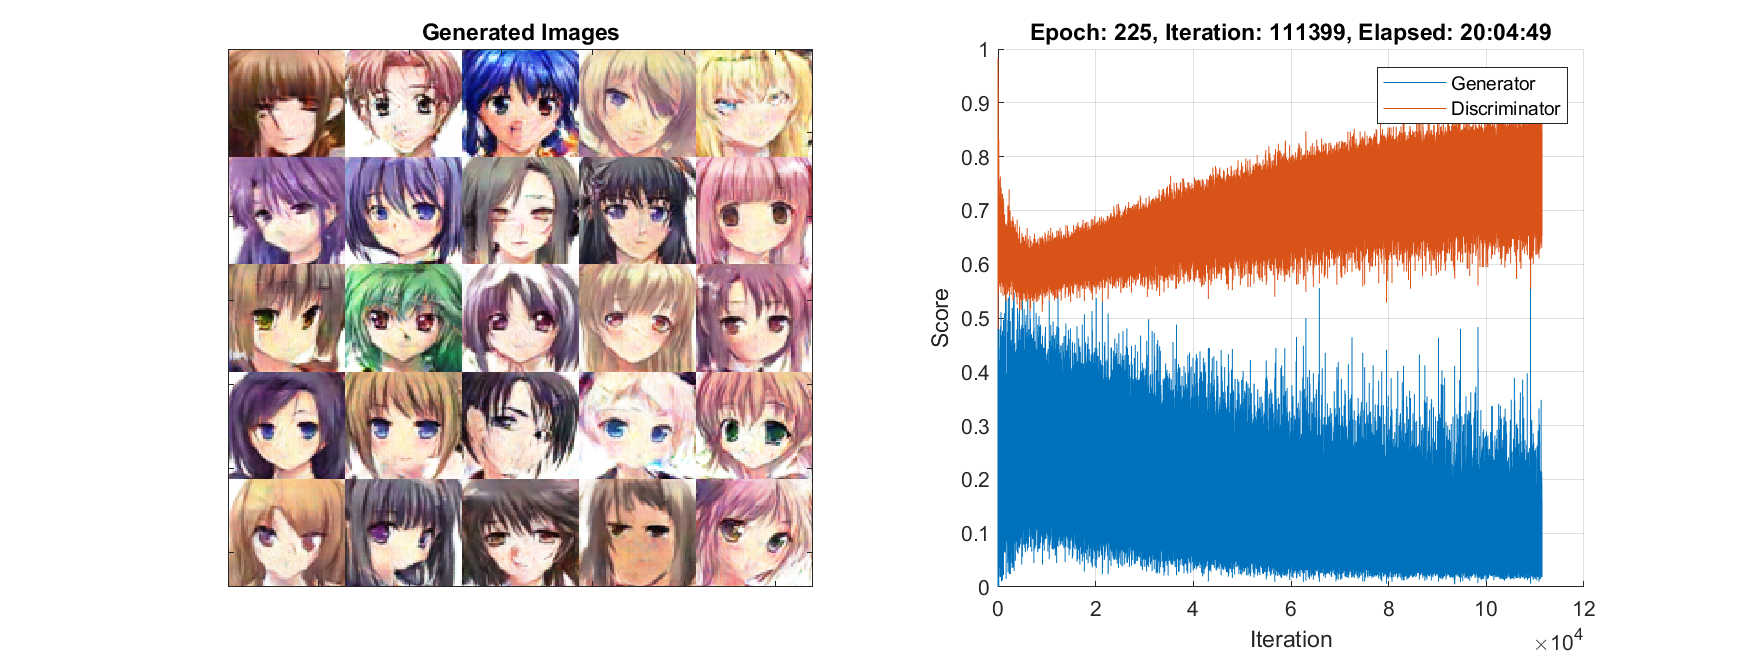 Generated Images
Epoch: 225, Iteration: 111399, Elapsed: 20:04:49
Generator
Discriminator
1
0.9
0.8
0.7
0.6
0.5
0.4
0.3
0.2
0.1
0
Score
0 2 4 6 8 10 12
Iteration
×10⁴